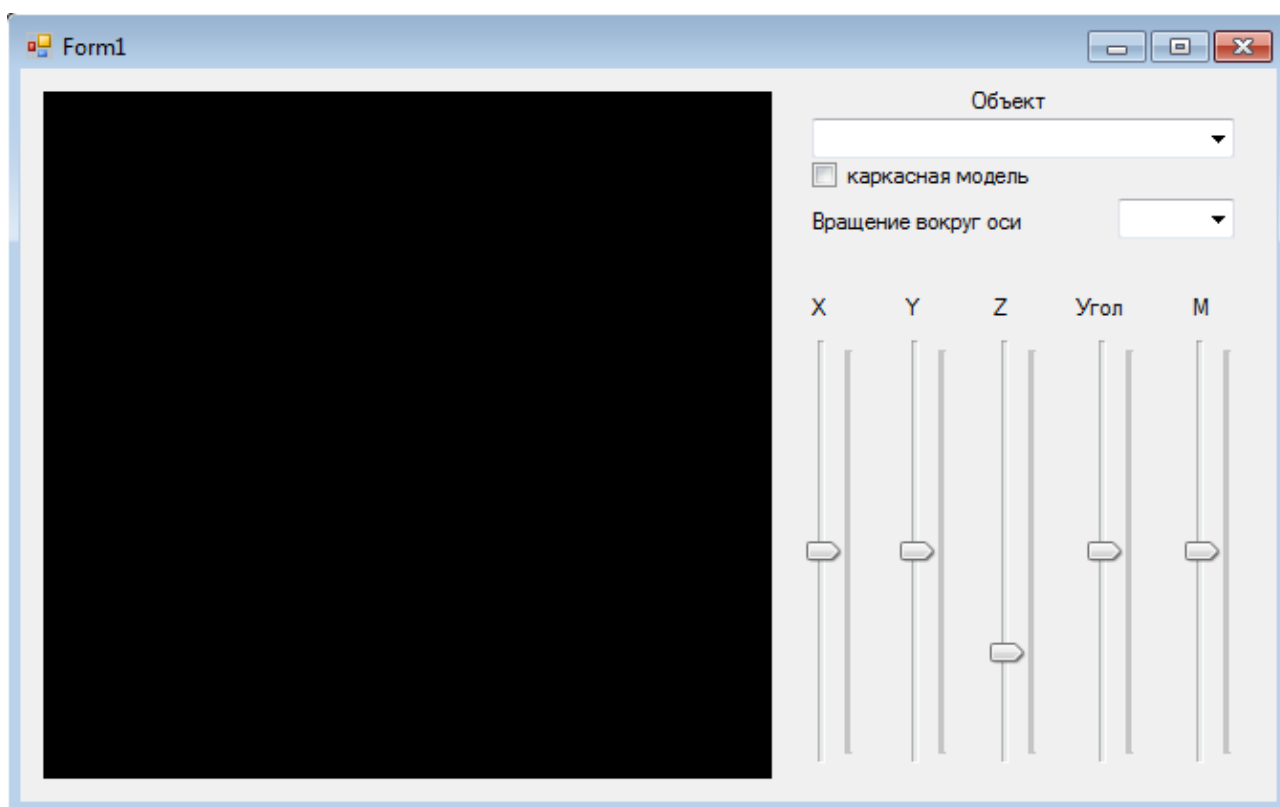 Form1
Объект
каркасная модель
Вращение вокруг оси
X Y Z Угол M